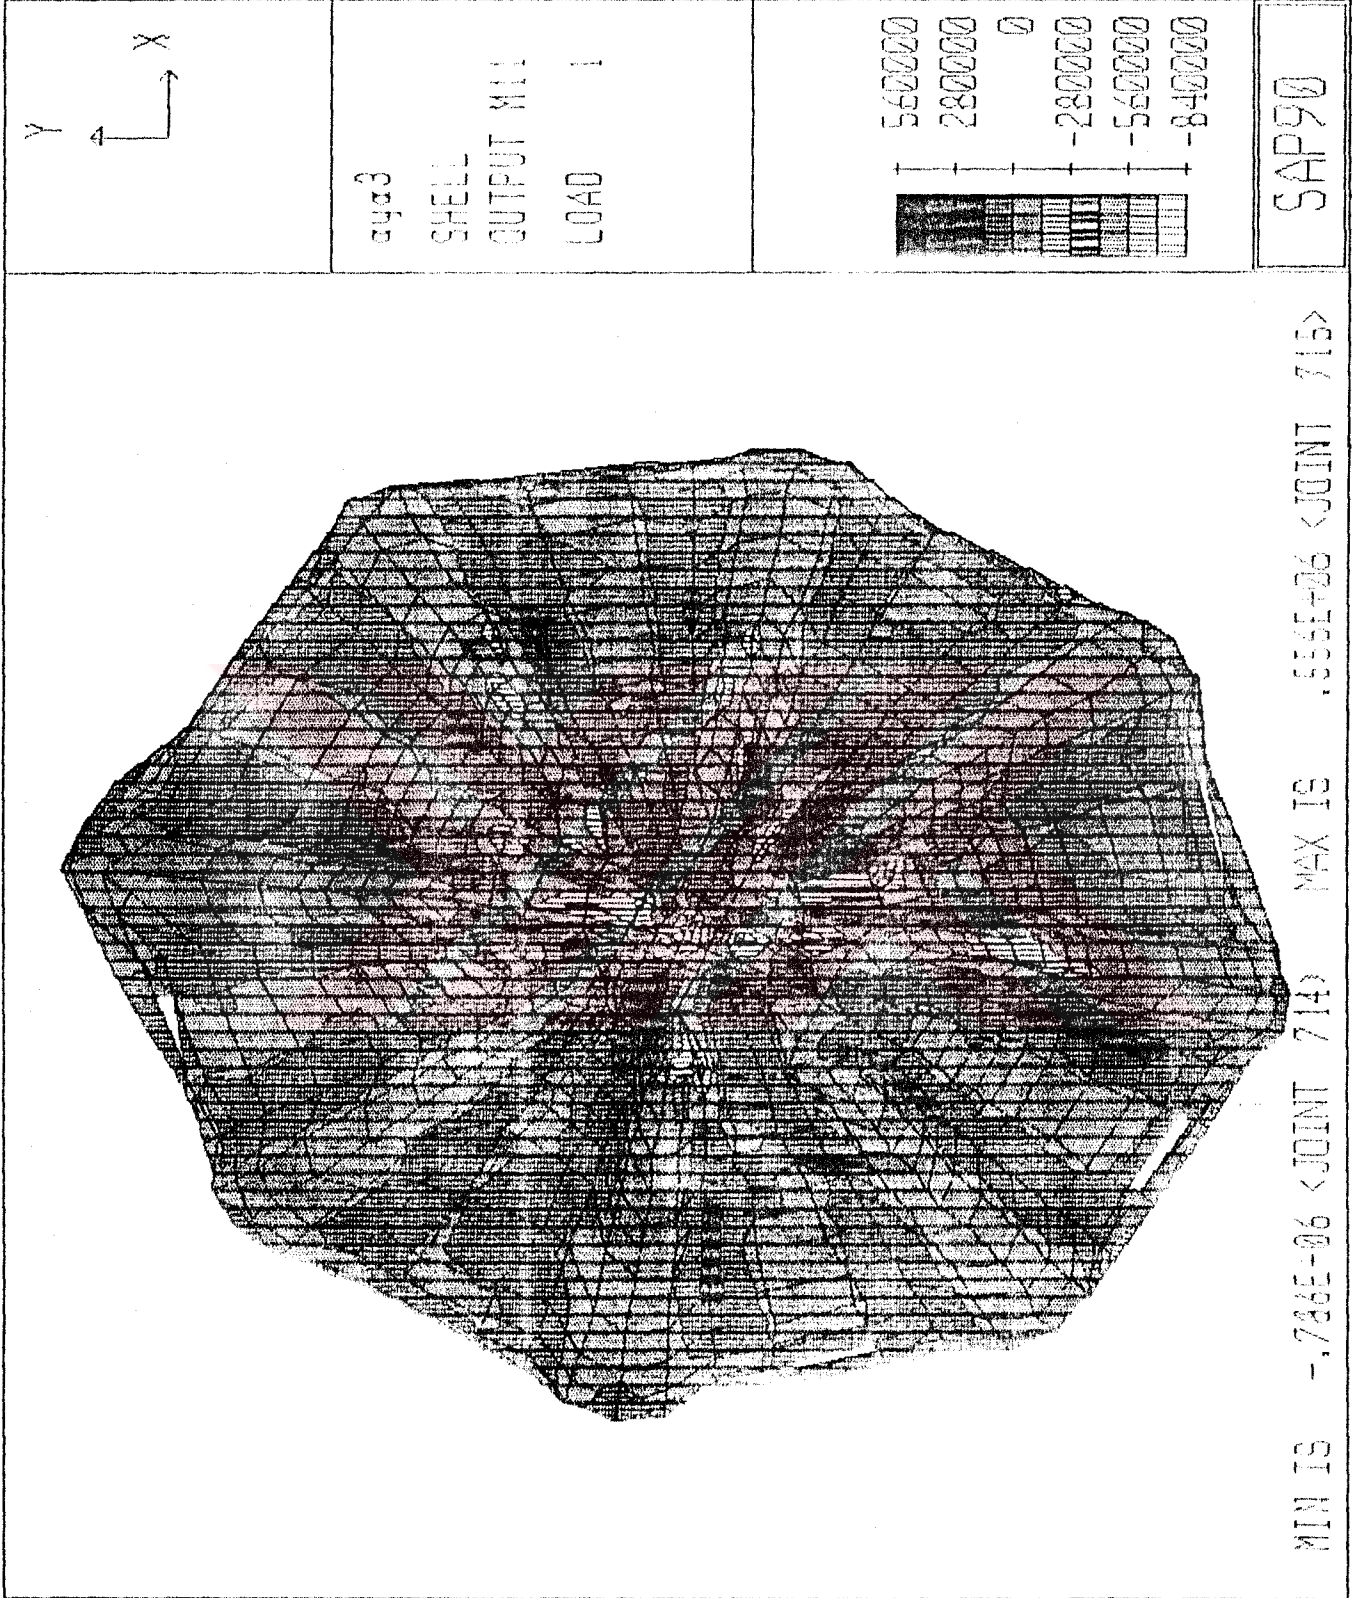 Y
X
aya3
SHELL
OUTPUT M11
LOAD 1
560000
280000
0
-280000
-560000
-840000
SAP90
MIN IS -.786E+06 <JOINT 714> MAX IS .556E+06 <JOINT 715>